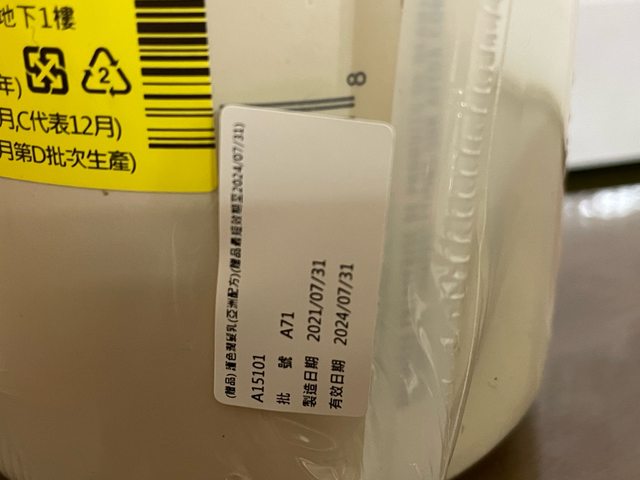 地下1樓
年)
月,C代表12月)
月第D批次生產)
2
8
(贈品) 護色潤髮乳(亞洲配方)(贈品最短效期至2024/07/31)
A15101
批 號 A71
製造日期 2021/07/31
有效日期 2024/07/31